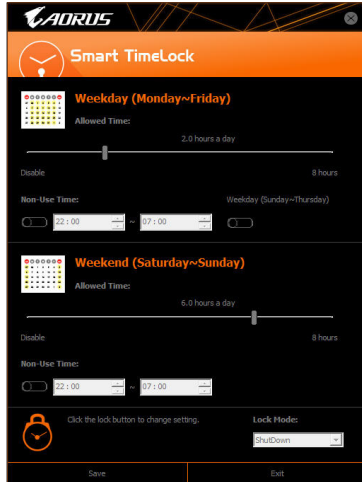 AORUS
Smart TimeLock
Weekday (Monday~Friday)
Allowed Time:
2.0 hours a day
Disable 8 hours
Non-Use Time: Weekday (Sunday~Thursday)
22 : 00 ~ 07 : 00
Weekend (Saturday~Sunday)
Allowed Time:
6.0 hours a day
Disable 8 hours
Non-Use Time:
22 : 00 ~ 07 : 00
Click the lock button to change setting. Lock Mode:
ShutDown
Save Exit